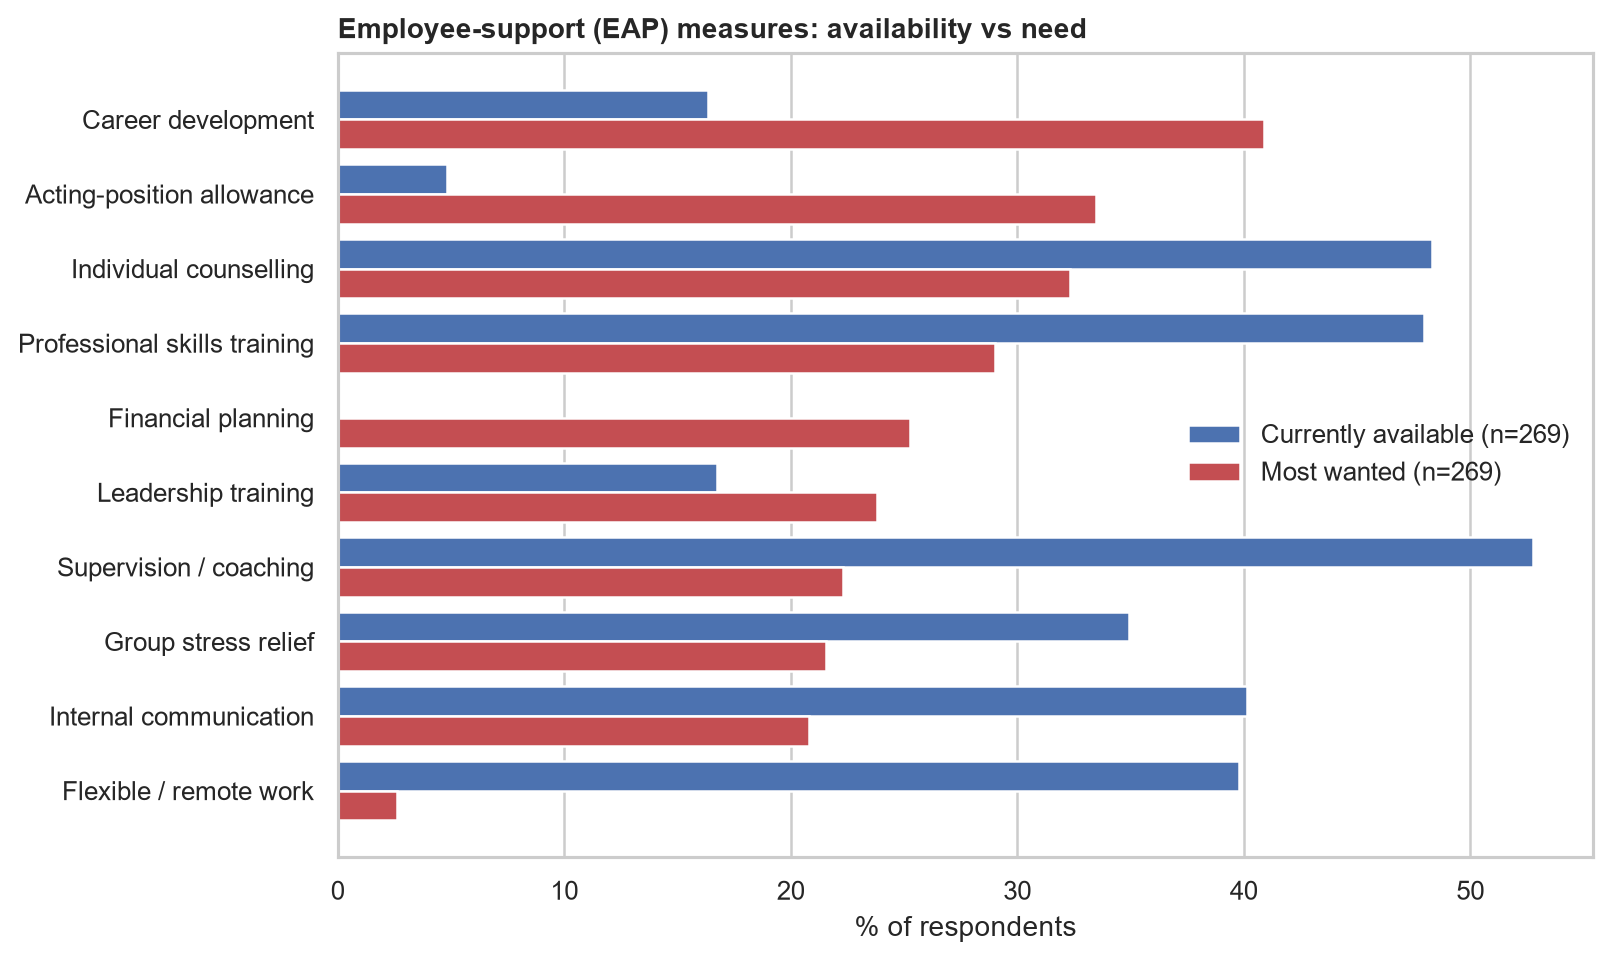 Employee-support (EAP) measures: availability vs need
Career development
Acting-position allowance
Individual counselling
Professional skills training
Financial planning
Leadership training
Supervision / coaching
Group stress relief
Internal communication
Flexible / remote work
Currently available (n=269)
Most wanted (n=269)
0 10 20 30 40 50
% of respondents